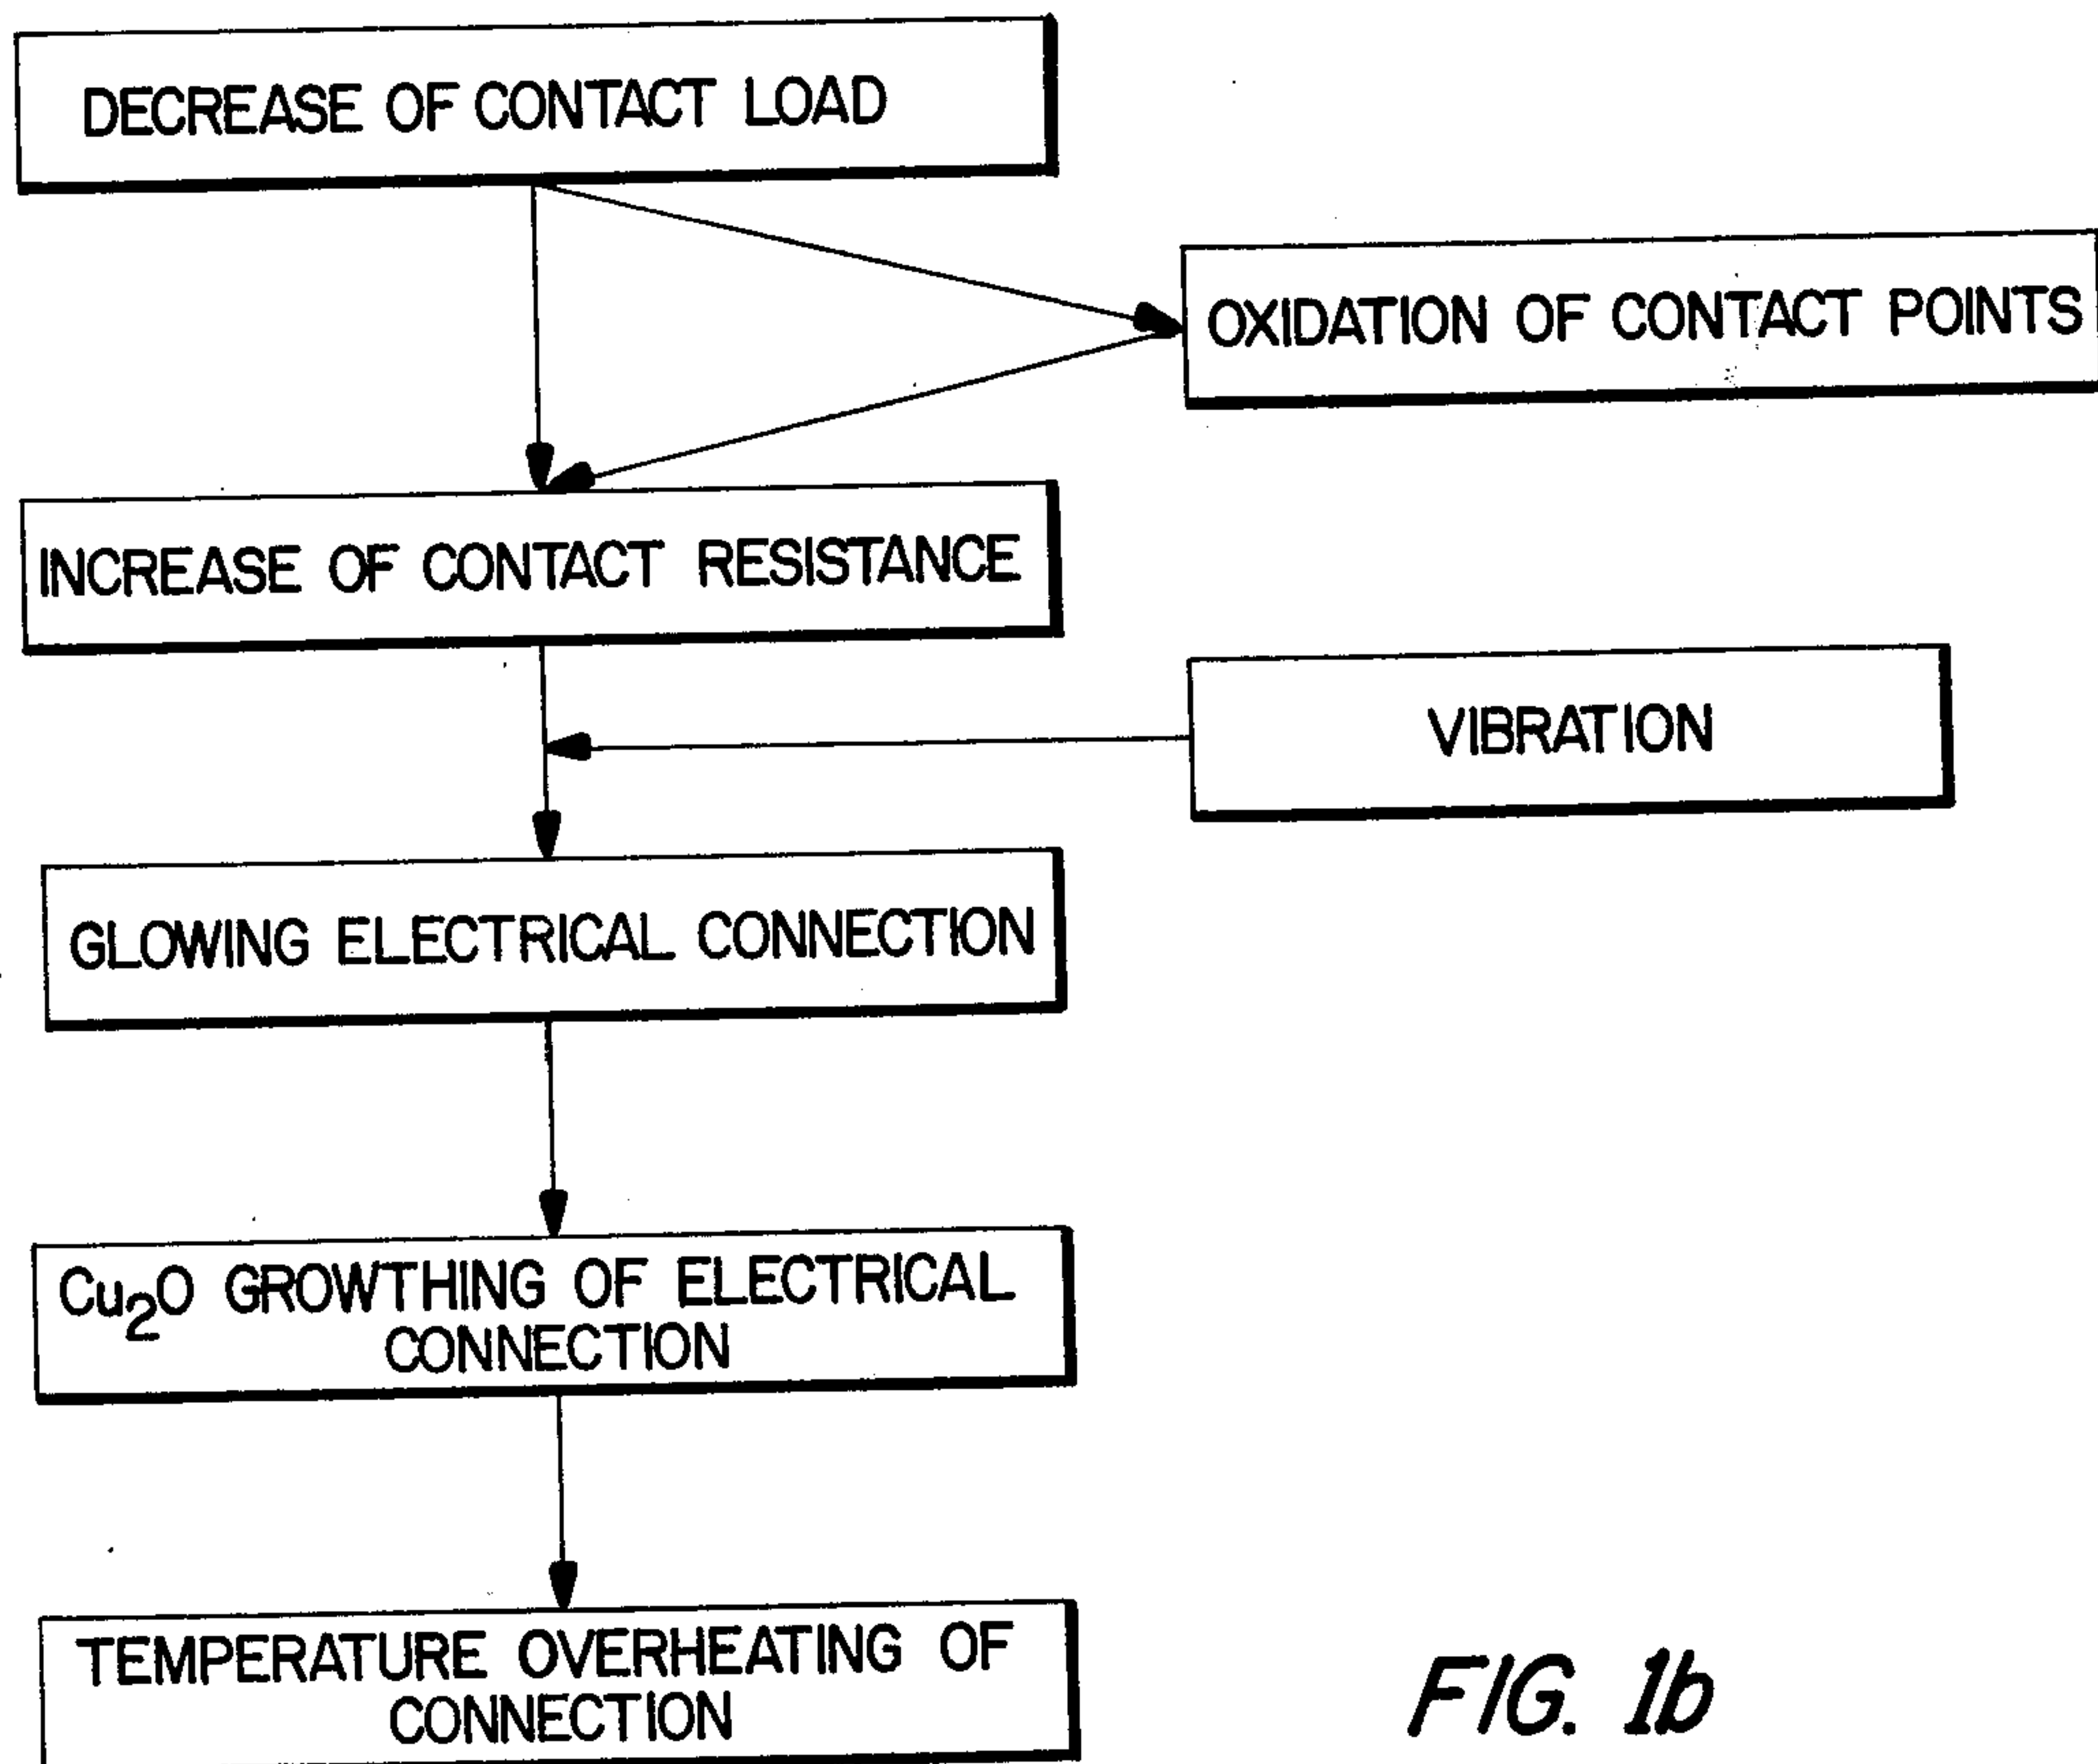 DECREASE OF CONTACT LOAD
OXIDATION OF CONTACT POINTS
INCREASE OF CONTACT RESISTANCE
VIBRATION
GLOWING ELECTRICAL CONNECTION
Cu₂O GROWTHING OF ELECTRICAL
CONNECTION
TEMPERATURE OVERHEATING OF
CONNECTION
FIG. 1b